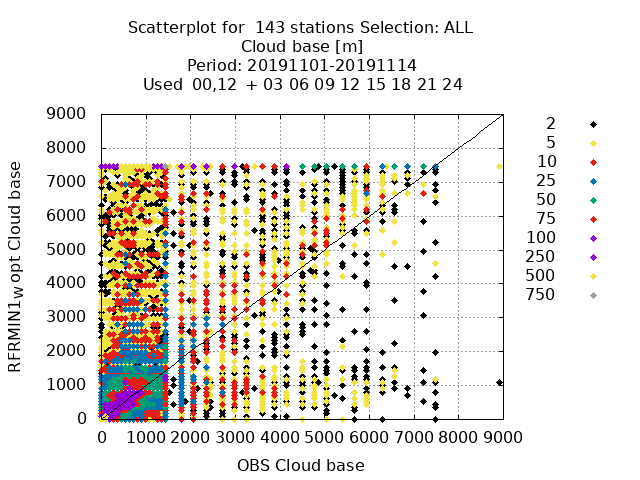 Scatterplot for  143 stations Selection: ALL
Cloud base [m]
Period: 20191101-20191114
Used  00,12  + 03 06 09 12 15 18 21 24
9000
8000
7000
6000
5000
4000
3000
2000
1000
0
RFRMIN1W opt Cloud base
0 1000 2000 3000 4000 5000 6000 7000 8000 9000
OBS Cloud base
2
5
10
25
50
75
100
250
500
750